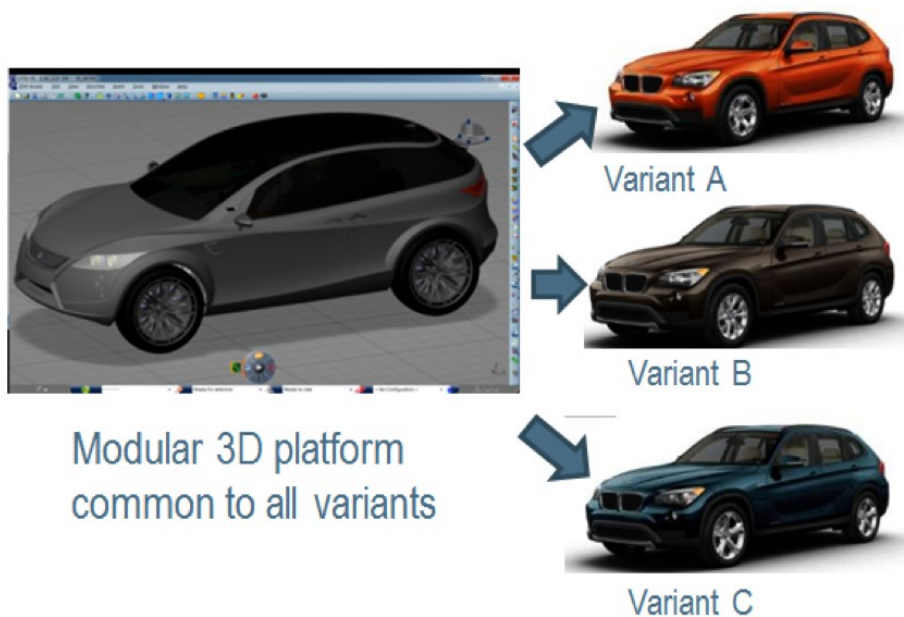 Variant A
Variant B
Modular 3D platform
common to all variants
Variant C